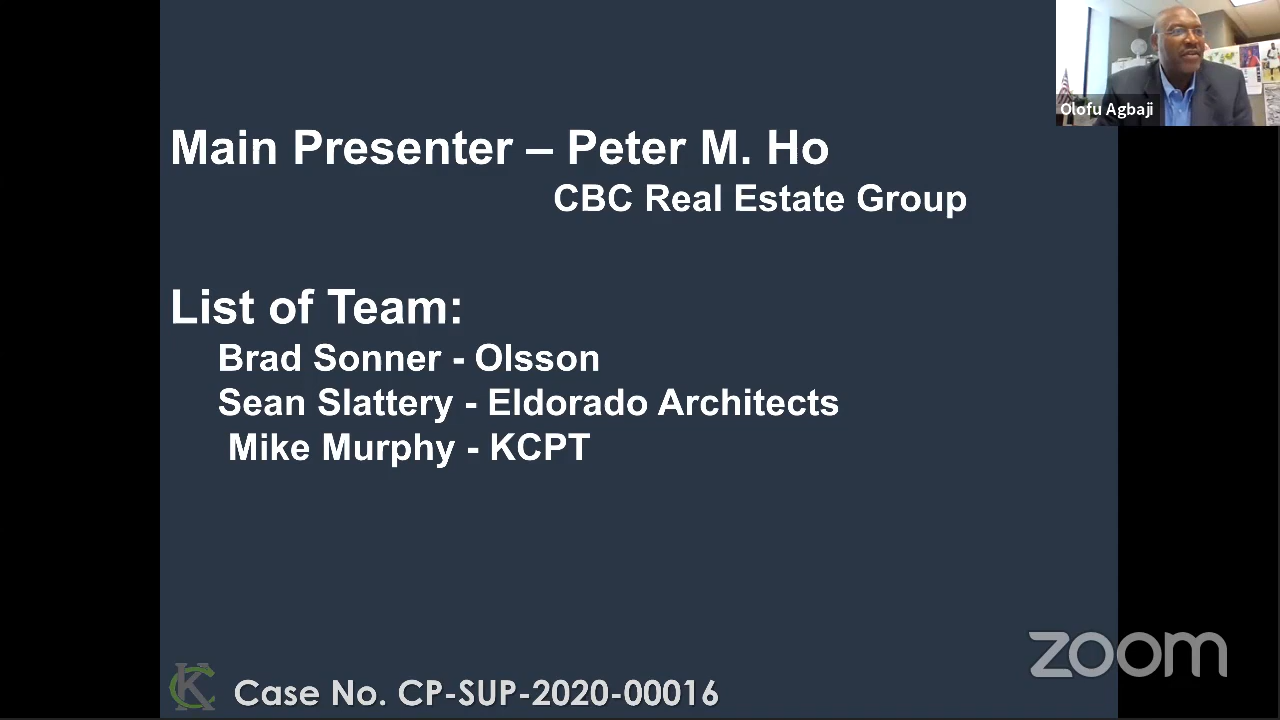 Olofu Agbaji
Main Presenter – Peter M. Ho
CBC Real Estate Group
List of Team:
Brad Sonner - Olsson
Sean Slattery - Eldorado Architects
Mike Murphy - KCPT
zoom
KC
Case No. CP-SUP-2020-00016